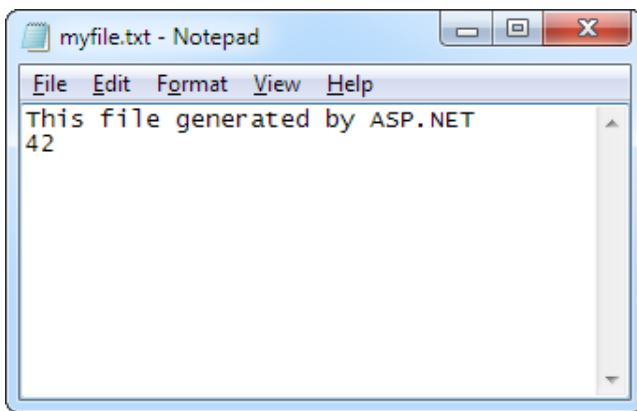 myfile.txt - Notepad
File Edit Format View Help
This file generated by ASP.NET
42